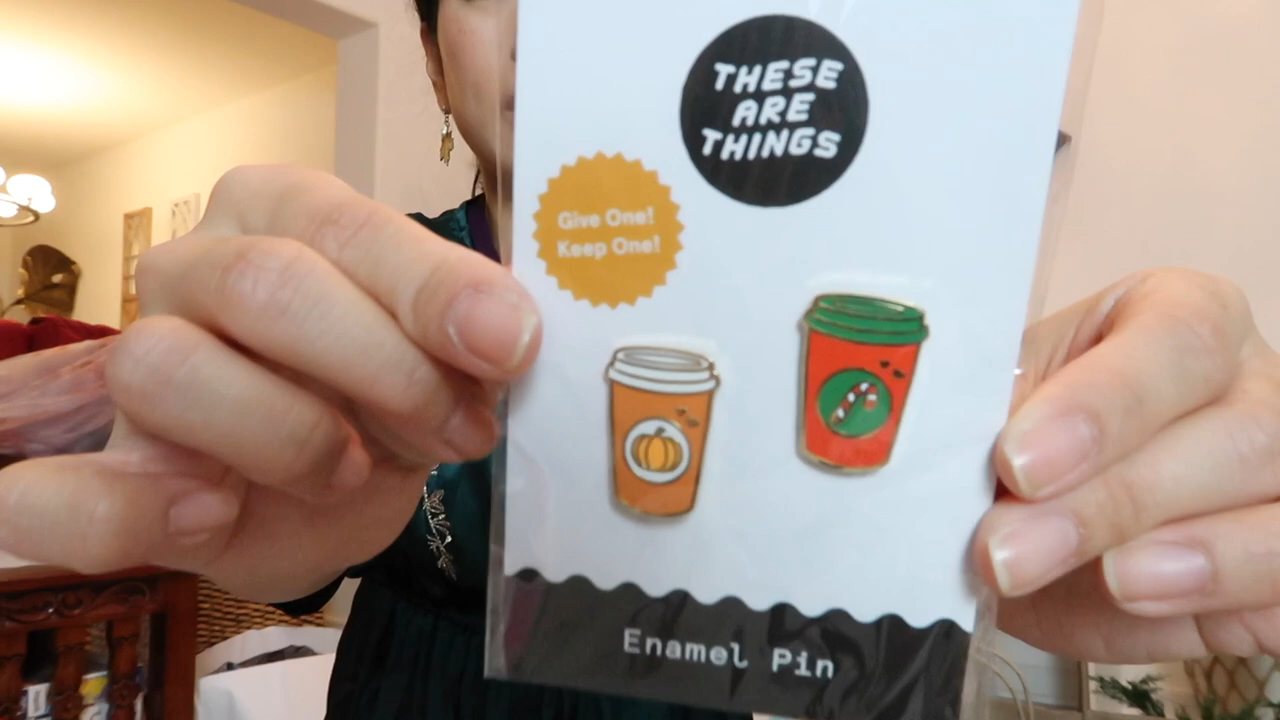 THESE
ARE
THINGS
Give One!
Keep One!
Enamel Pin